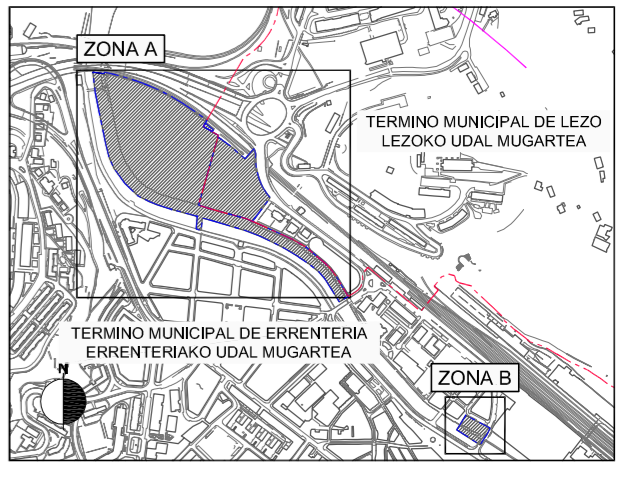 ZONA A
TERMINO MUNICIPAL DE LEZO
LEZOKO UDAL MUGARTEA
TERMINO MUNICIPAL DE ERRENTERIA
ERRENTERIAKO UDAL MUGARTEA
N
ZONA B